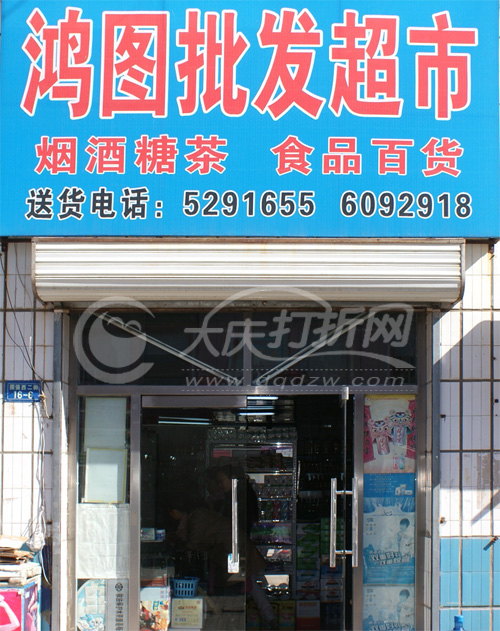 鸿图批发超市
烟酒糖茶 食品百货
送货电话：5291655 6092918
大庆打折网
www.dqdzw.com
16-C